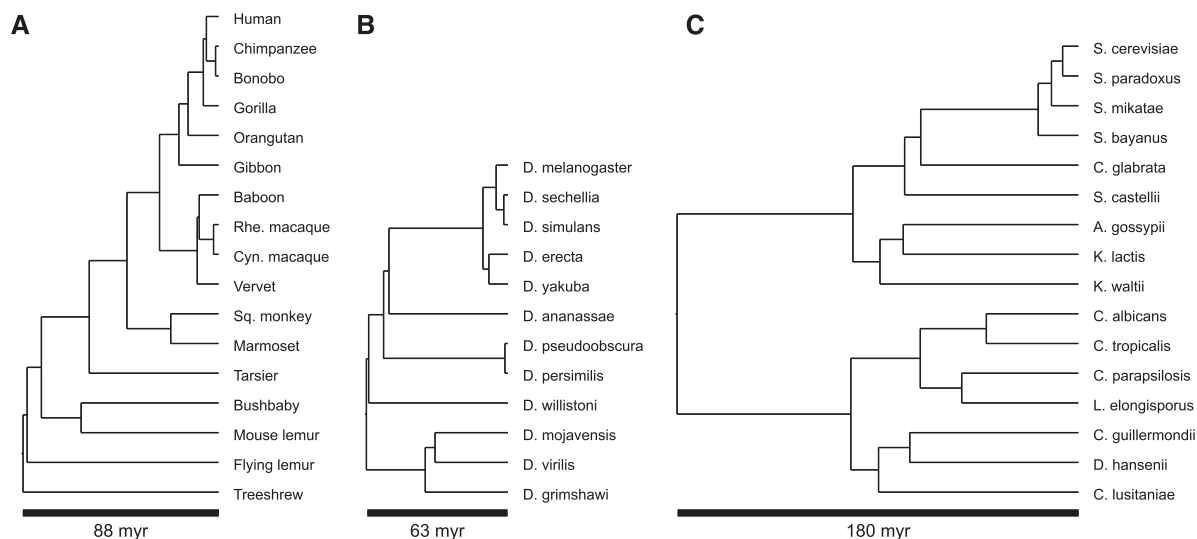 A
Human
Chimpanzee
Bonobo
Gorilla
Orangutan
Gibbon
Baboon
Rhe. macaque
Cyn. macaque
Vervet
Sq. monkey
Marmoset
Tarsier
Bushbaby
Mouse lemur
Flying lemur
Treeshrew
88 myr
B
D. melanogaster
D. sechellia
D. simulans
D. erecta
D. yakuba
D. ananassae
D. pseudoobscura
D. persimilis
D. willistoni
D. mojavensis
D. virilis
D. grimshawi
63 myr
C
S. cerevisiae
S. paradoxus
S. mikatae
S. bayanus
C. glabrata
S. castellii
A. gossypii
K. lactis
K. waltii
C. albicans
C. tropicalis
C. parapsilosis
L. elongisporus
C. guillermondii
D. hansenii
C. lusitaniae
180 myr